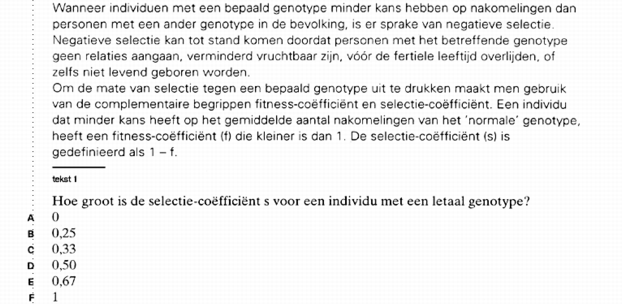 Wanneer individuen met een bepaald genotype minder kans hebben op nakomelingen dan
personen met een ander genotype in de bevolking, is er sprake van negatieve selectie.
Negatieve selectie kan tot stand komen doordat personen met het betreffende genotype
geen relaties aangaan, verminderd vruchtbaar zijn, vóór de fertiele leeftijd overlijden, of
zelfs niet levend geboren worden.
Om de mate van selectie tegen een bepaald genotype uit te drukken maakt men gebruik
van de complementaire begrippen fitness-coëfficiënt en selectie-coëfficiënt. Een individu
dat minder kans heeft op het gemiddelde aantal nakomelingen van het 'normale' genotype,
heeft een fitness-coëfficiënt (f) die kleiner is dan 1. De selectie-coëfficiënt (s) is
gedefinieerd als 1 – f.
tekst 1
Hoe groot is de selectie-coëfficiënt s voor een individu met een letaal genotype?
A 0
B 0,25
C 0,33
D 0,50
E 0,67
F 1